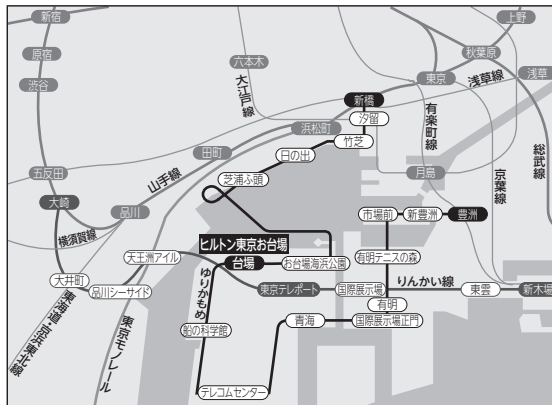 新宿
原宿
渋谷
五反田
大崎
大井町
品川シーサイド
天王洲アイル
品川
田町
浜松町
新橋
汐留
竹芝
日の出
芝浦ふ頭
六本木
東京
秋葉原
上野
浅草
月島
大江戸線
浅草線
有楽町線
総武線
京葉線
山手線
横須賀線
東海道・京浜東北線
東京モノレール
ゆりかもめ
りんかい線
ヒルトン東京お台場
台場
お台場海浜公園
市場前
新豊洲
豊洲
有明テニスの森
東京テレポート
国際展示場
東雲
新木場
有明
青海
国際展示場正門
船の科学館
テレコムセンター